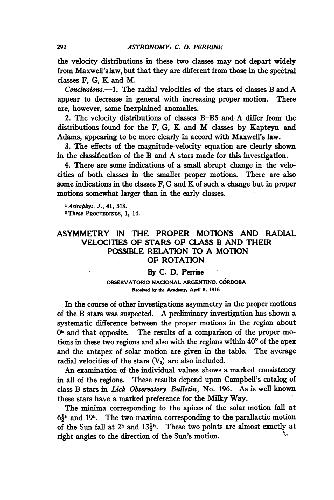 292
ASTRONOMY: C. D. PERRINE
the velocity distributions in these two classes may not depart widely
from Maxwell's law, but that they are different from those in the spectral
classes F, G, K and M.
Conclusions.—1. The radial velocities of the stars of classes B and A
appear to decrease in general with increasing proper motion. There
are, however, some inexplained anomalies.
2. The velocity distributions of classes B–B5 and A differ from the
distributions found for the F, G, K and M classes by Kapteyn and
Adams, appearing to be more clearly in accord with Maxwell's law.
3. The effects of the magnitude-velocity equation are clearly shown
in the classification of the B and A stars made for this investigation.
4. There are some indications of a small abrupt change in the velo-
cities of both classes in the smaller proper motions. There are also
some indications in the classes F, G and K of such a change but in proper
motions somewhat larger than in the early classes.
Astrophys. J., 41, 318.
These PROCEEDINGS, 1, 14.
ASYMMETRY IN THE PROPER MOTIONS AND RADIAL
VELOCITIES OF STARS OF CLASS B AND THEIR
POSSIBLE RELATION TO A MOTION
OF ROTATION
By C. D. Perrine
OBSERVATORIO NACIONAL ARGENTINO, CÓRDOBA
Received by the Academy, April 8, 1916
In the course of other investigations asymmetry in the proper motions
of the B stars was suspected. A preliminary investigation has shown a
systematic difference between the proper motions in the region about
0ʰ and that opposite. The results of a comparison of the proper mo-
tions in these two regions and also with the regions within 40° of the apex
and the antapex of solar motion are given in the table. The average
radial velocities of the stars (V₀) are also included.
An examination of the individual values shows a marked consistency
in all of the regions. These results depend upon Campbell's catalog of
class B stars in Lick Observatory Bulletin, No. 196. As is well known
these stars have a marked preference for the Milky Way.
The minima corresponding to the apices of the solar motion fall at
6½ʰ and 19ʰ. The two maxima corresponding to the parallactic motion
of the Sun fall at 2ʰ and 13½ʰ. These two points are almost exactly at
right angles to the direction of the Sun's motion.